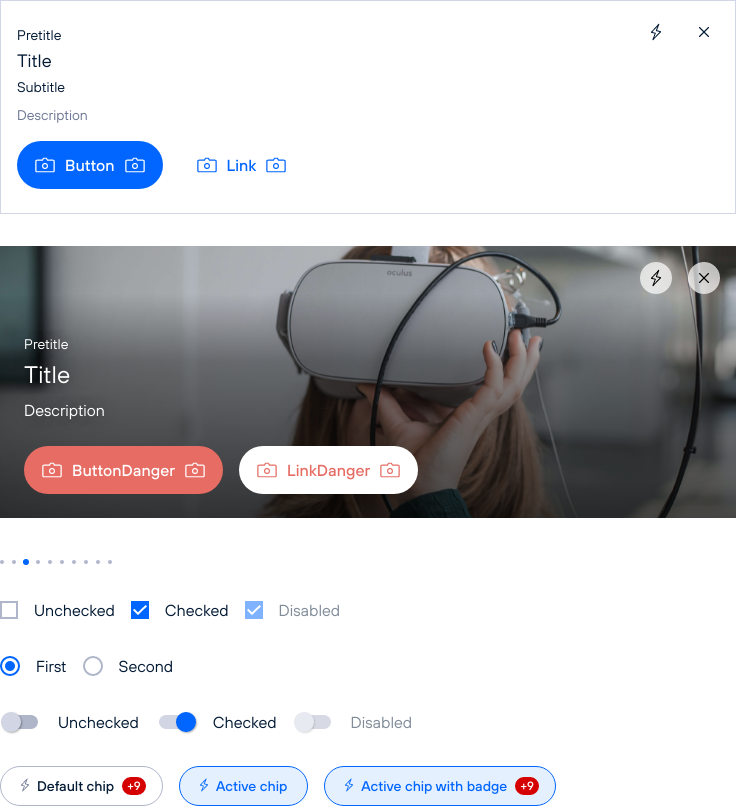 Pretitle
Title
Subtitle
Description
Button
Link
oculus
Pretitle
Title
Description
ButtonDanger
LinkDanger
Unchecked Checked Disabled
First Second
Unchecked Checked Disabled
Default chip +9 Active chip Active chip with badge +9